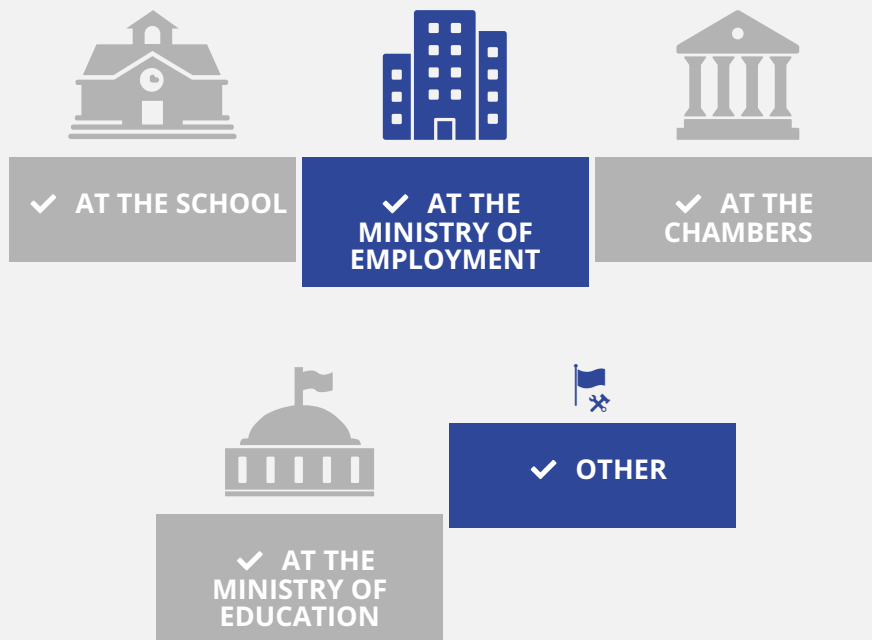 AT THE SCHOOL
AT THE
MINISTRY OF
EMPLOYMENT
AT THE
CHAMBERS
OTHER
AT THE
MINISTRY OF
EDUCATION